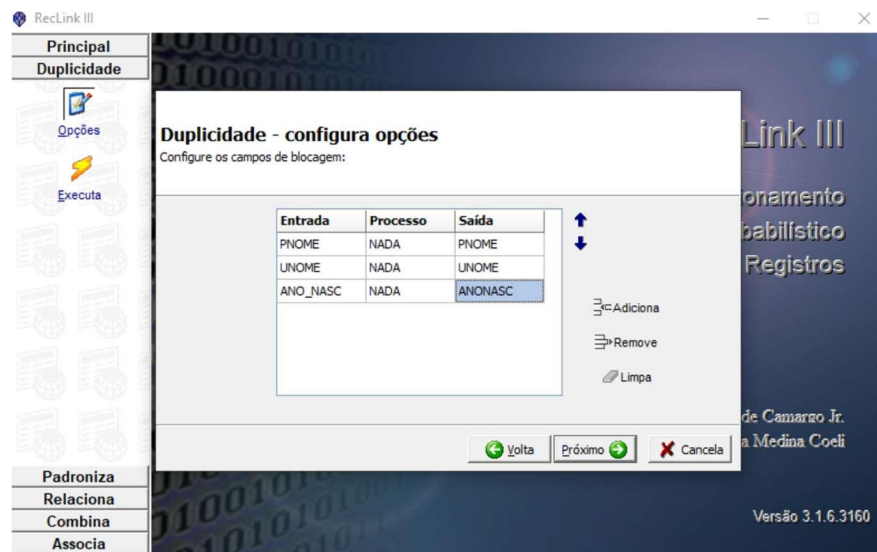 RecLink III
Principal
Duplicidade
Opções
Executa
Duplicidade - configura opções
Configure os campos de blocagem:
Entrada Processo Saída
PNOME NADA PNOME
UNOME NADA UNOME
ANO_NASC NADA ANONASC
Adiciona
Remove
Limpa
Volta Próximo Cancela
Link III
onamento
babilístico
Registros
de Camargo Jr.
a Medina Coeli
Padroniza
Relaciona
Combina
Associa
Versão 3.1.6.3160